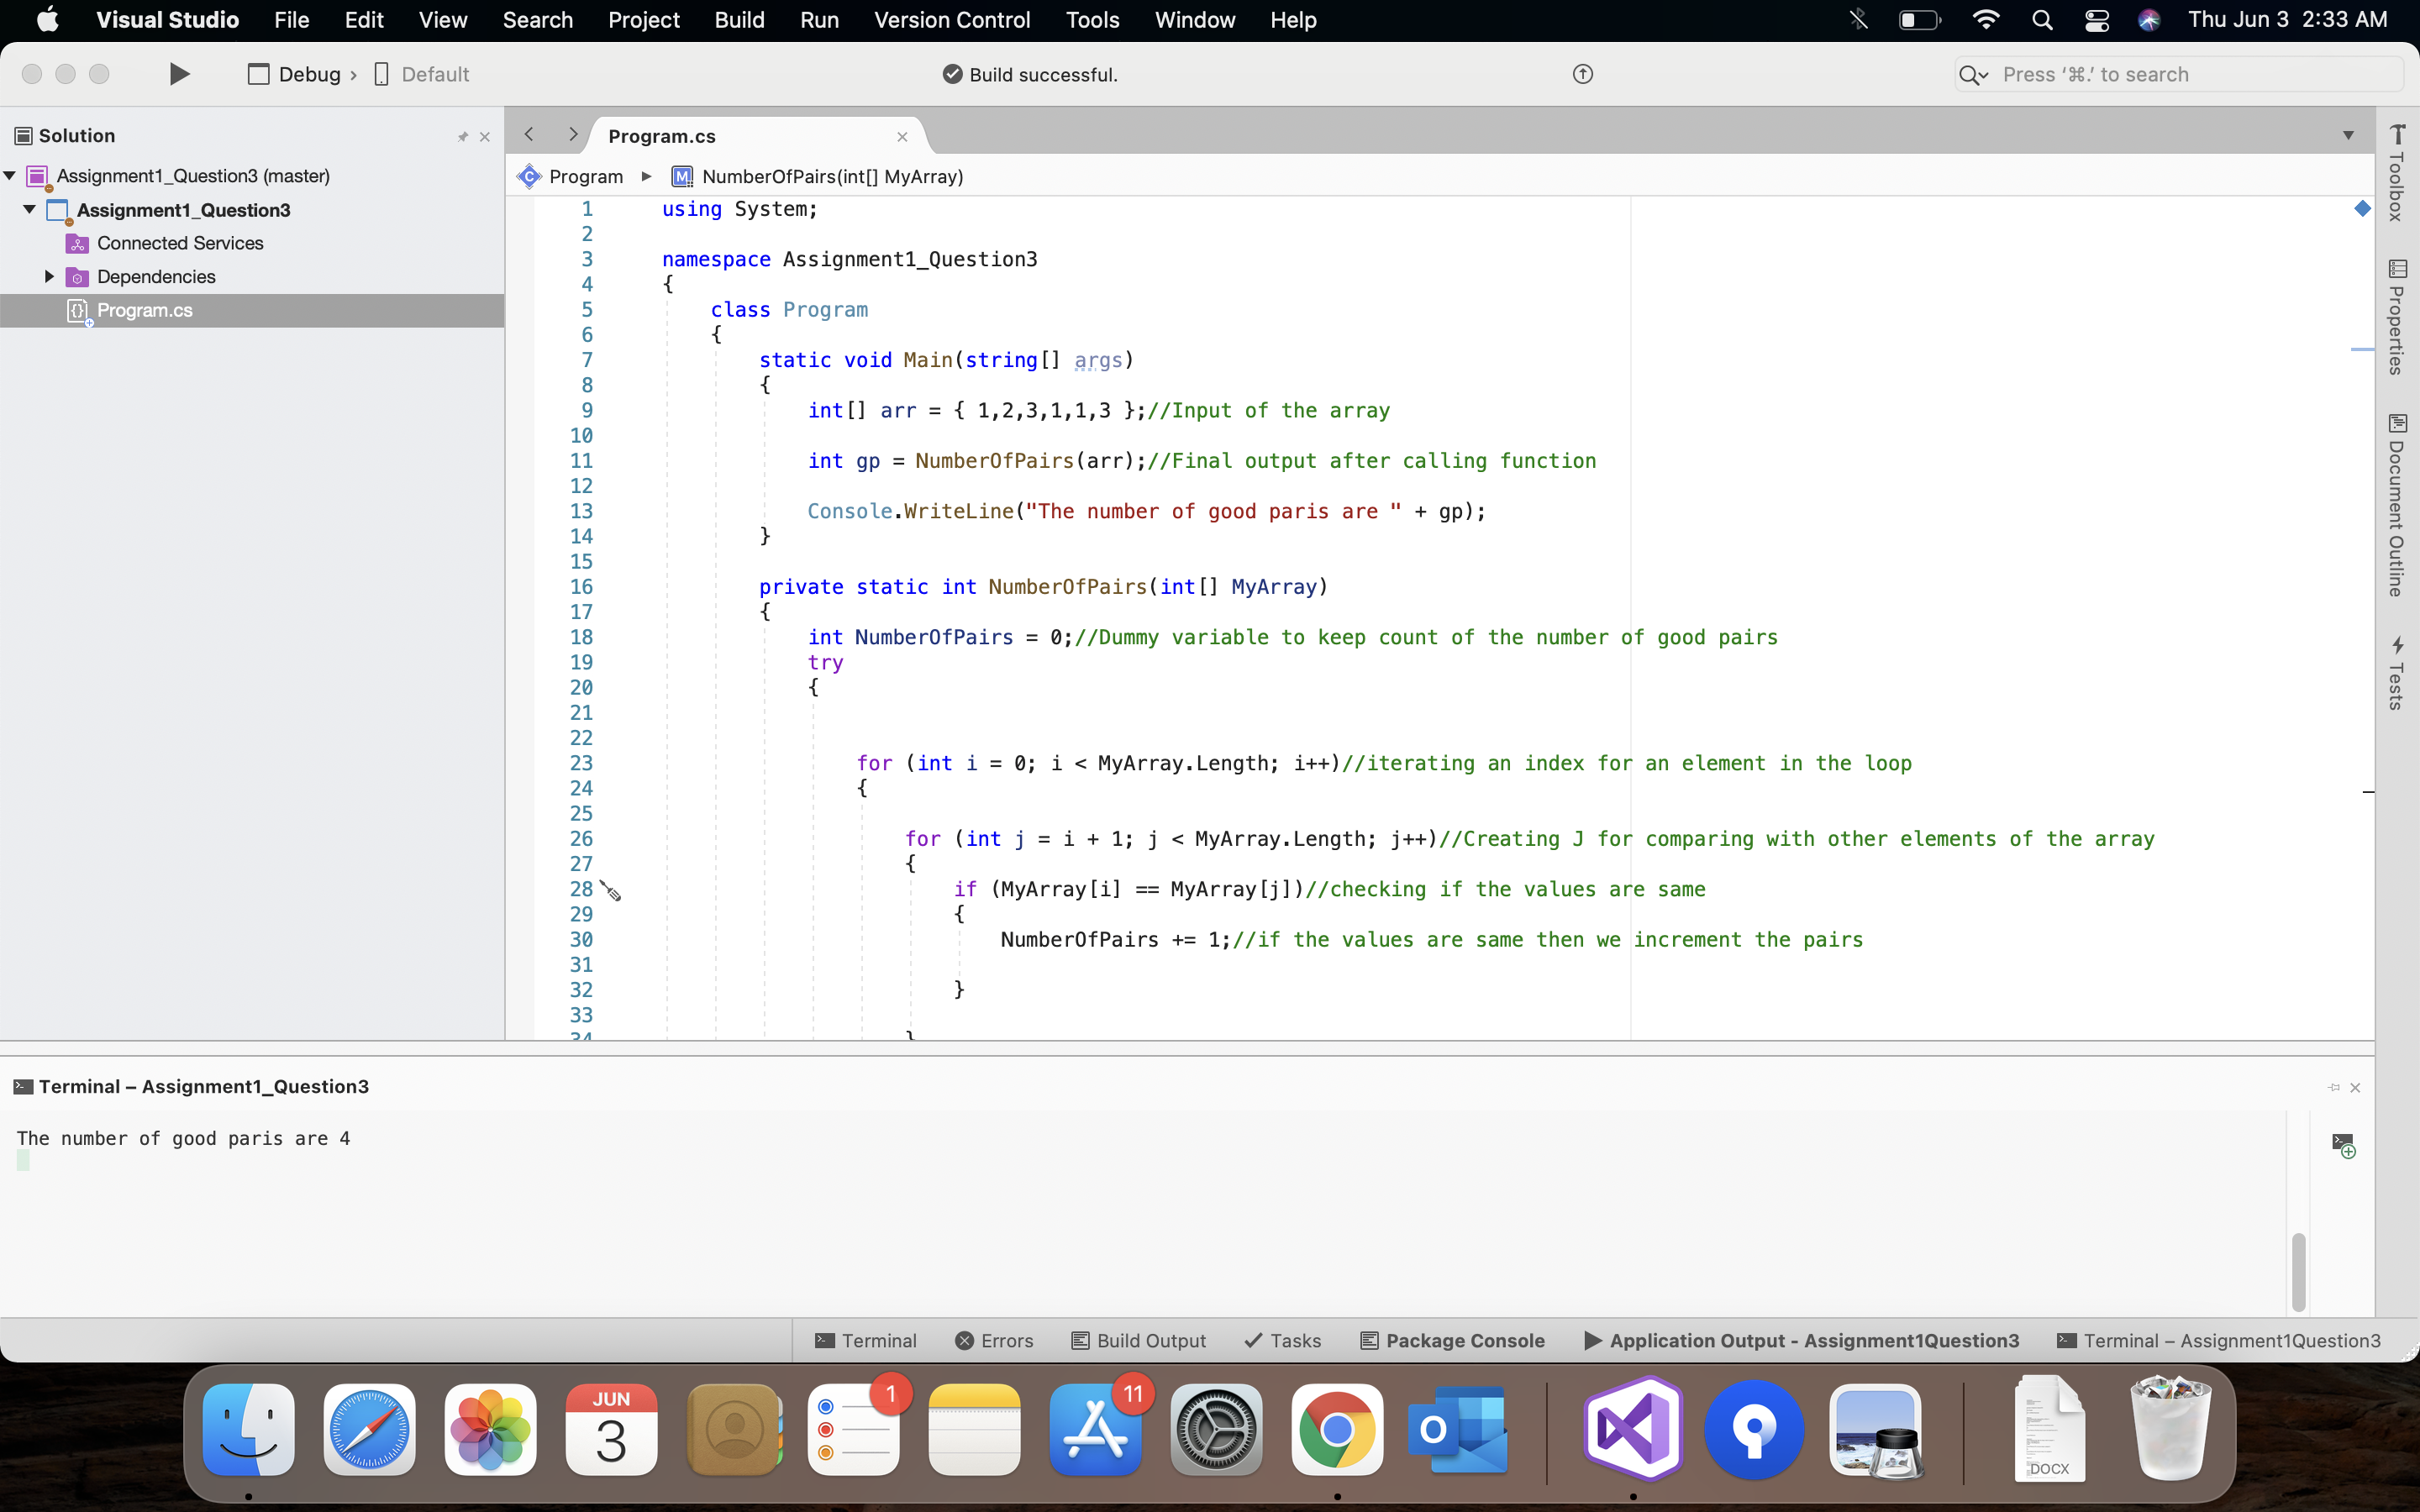 Visual Studio File Edit View Search Project Build Run Version Control Tools Window Help Thu Jun 3 2:33 AM
Debug › Default Build successful. Press ‘⌘.’ to search
Solution
Assignment1_Question3 (master)
Assignment1_Question3
Connected Services
Dependencies
Program.cs
Program.cs
Program NumberOfPairs(int[] MyArray)
1 using System;
2
3 namespace Assignment1_Question3
4 {
5 class Program
6 {
7 static void Main(string[] args)
8 {
9 int[] arr = { 1,2,3,1,1,3 };//Input of the array
10
11 int gp = NumberOfPairs(arr);//Final output after calling function
12
13 Console.WriteLine("The number of good paris are " + gp);
14 }
15
16 private static int NumberOfPairs(int[] MyArray)
17 {
18 int NumberOfPairs = 0;//Dummy variable to keep count of the number of good pairs
19 try
20 {
21
22
23 for (int i = 0; i < MyArray.Length; i++)//iterating an index for an element in the loop
24 {
25
26 for (int j = i + 1; j < MyArray.Length; j++)//Creating J for comparing with other elements of the array
27 {
28 if (MyArray[i] == MyArray[j])//checking if the values are same
29 {
30 NumberOfPairs += 1;//if the values are same then we increment the pairs
31
32 }
33
34 }
Toolbox
Properties
Document Outline
Tests
Terminal – Assignment1_Question3
The number of good paris are 4
Terminal Errors Build Output Tasks Package Console Application Output - Assignment1Question3 Terminal – Assignment1Question3
JUN
3
1
11
DOCX